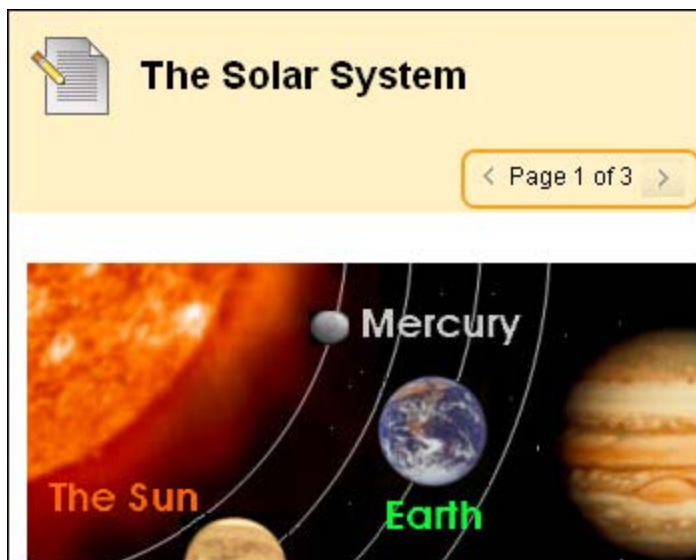 The Solar System
< Page 1 of 3 >
Mercury
The Sun
Earth